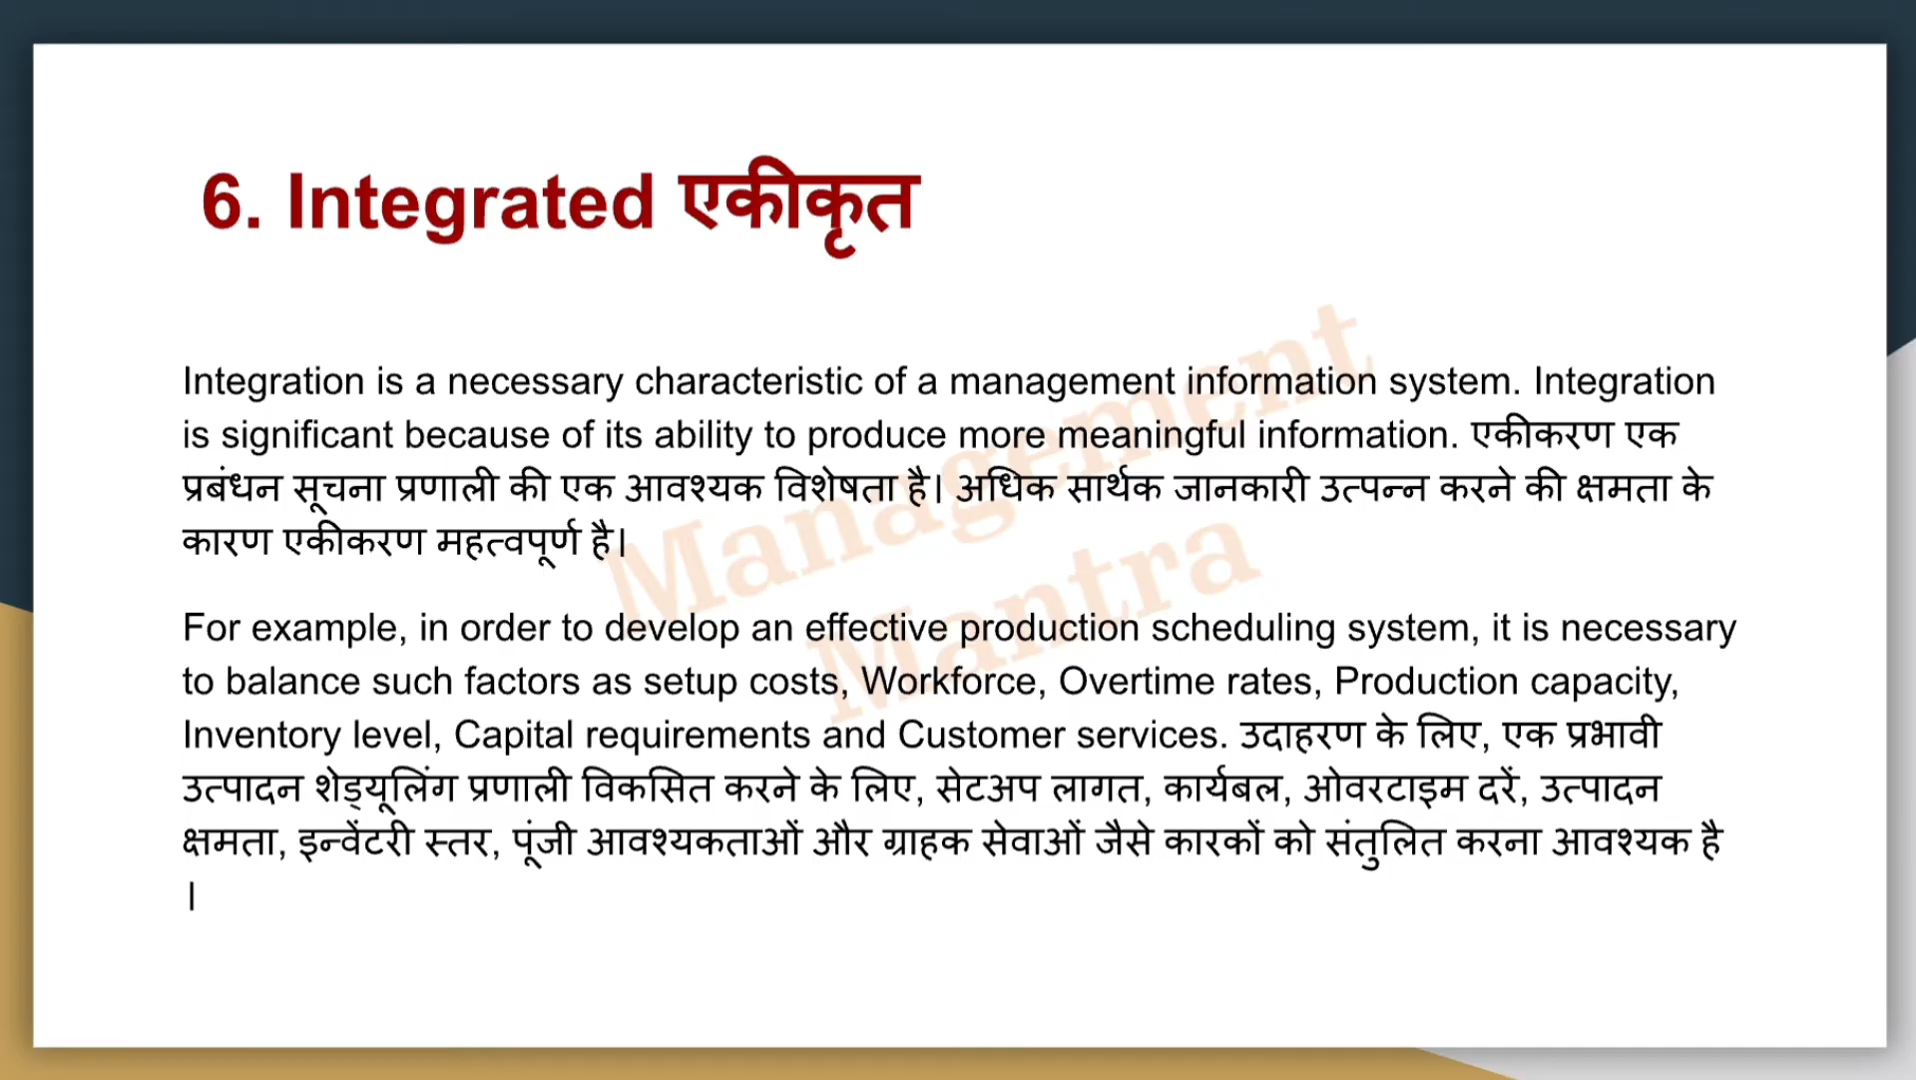 6. Integrated एकीकृत
Integration is a necessary characteristic of a management information system. Integration
is significant because of its ability to produce more meaningful information. एकीकरण एक
प्रबंधन सूचना प्रणाली की एक आवश्यक विशेषता है। अधिक सार्थक जानकारी उत्पन्न करने की क्षमता के
कारण एकीकरण महत्वपूर्ण है।
For example, in order to develop an effective production scheduling system, it is necessary
to balance such factors as setup costs, Workforce, Overtime rates, Production capacity,
Inventory level, Capital requirements and Customer services. उदाहरण के लिए, एक प्रभावी
उत्पादन शेड्यूलिंग प्रणाली विकसित करने के लिए, सेटअप लागत, कार्यबल, ओवरटाइम दरें, उत्पादन
क्षमता, इन्वेंटरी स्तर, पूंजी आवश्यकताओं और ग्राहक सेवाओं जैसे कारकों को संतुलित करना आवश्यक है
।
Management
Mantra